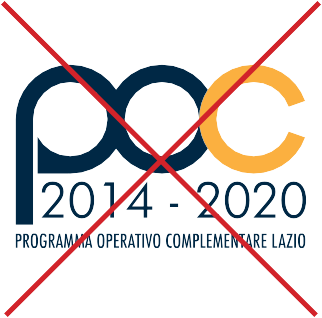 poc
2014 - 2020
PROGRAMMA OPERATIVO COMPLEMENTARE LAZIO